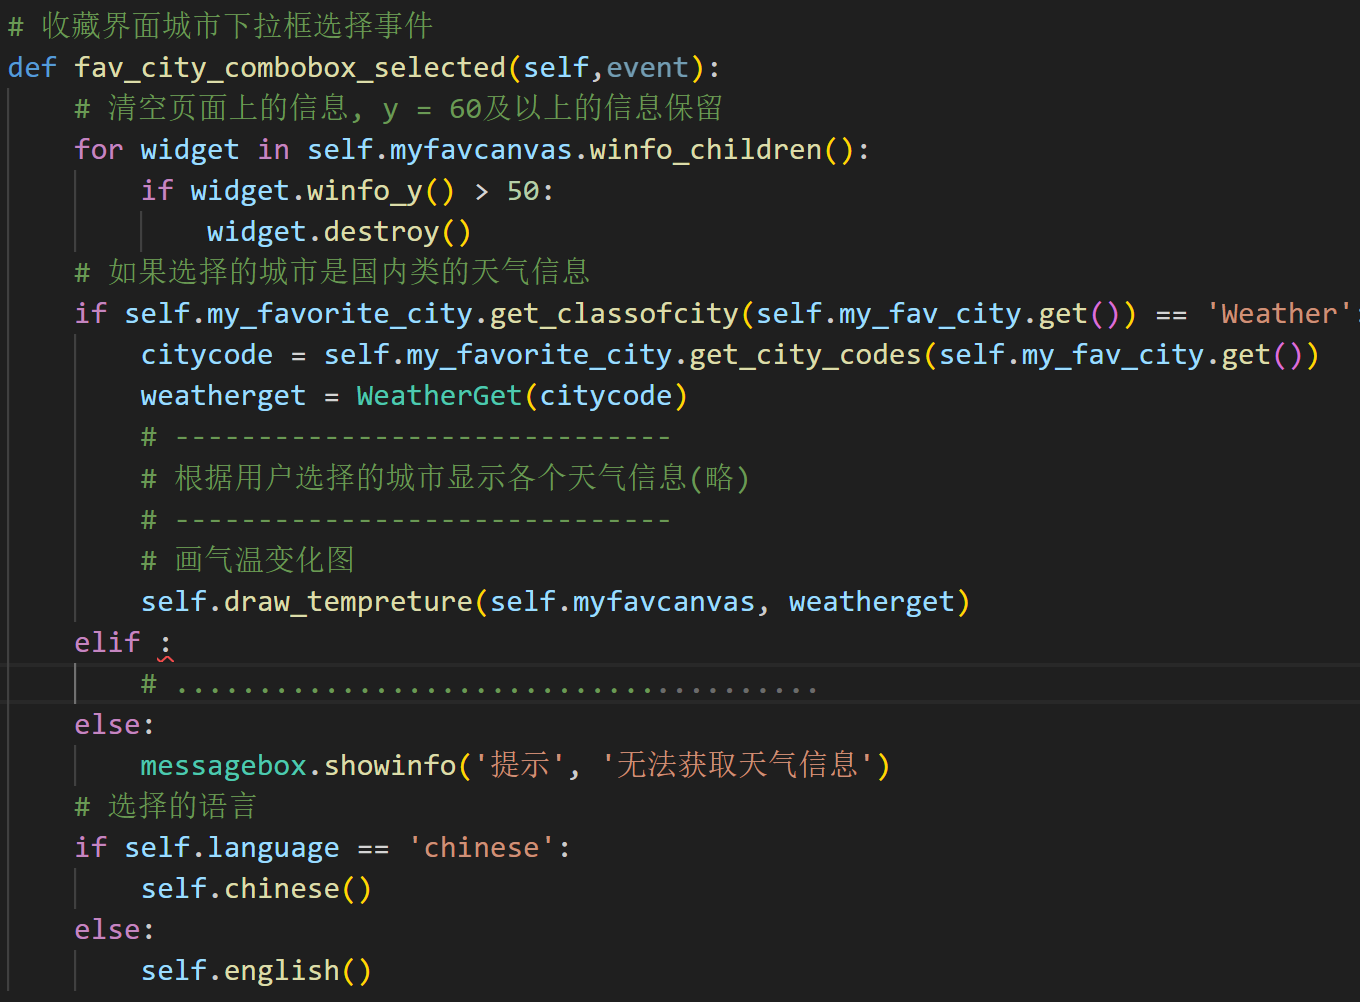 # 收藏界面城市下拉框选择事件
def fav_city_combobox_selected(self,event):
    # 清空页面上的信息, y = 60及以上的信息保留
    for widget in self.myfavcanvas.winfo_children():
        if widget.winfo_y() > 50:
            widget.destroy()
    # 如果选择的城市是国内类的天气信息
    if self.my_favorite_city.get_classofcity(self.my_fav_city.get()) == 'Weather':
        citycode = self.my_favorite_city.get_city_codes(self.my_fav_city.get())
        weatherget = WeatherGet(citycode)
        # ------------------------------
        # 根据用户选择的城市显示各个天气信息(略)
        # ------------------------------
        # 画气温变化图
        self.draw_tempreture(self.myfavcanvas, weatherget)
    elif :
        # .......................................
    else:
        messagebox.showinfo('提示', '无法获取天气信息')
    # 选择的语言
    if self.language == 'chinese':
        self.chinese()
    else:
        self.english()